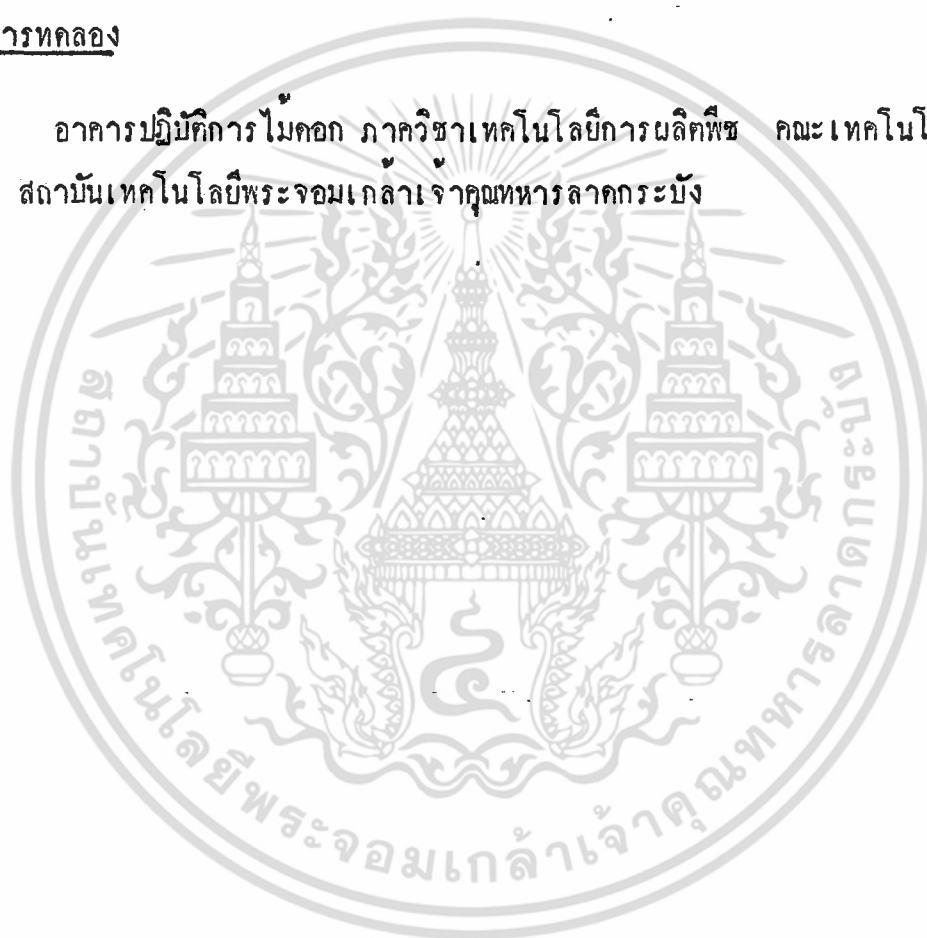 ารทดลอง
อาคารปฏิบัติการไม้ดอก ภาควิชาเทคโนโลยีการผลิตพืช คณะเทคโนโ
สถาบันเทคโนโลยีพระจอมเกล้าเจ้าคุณทหารลาดกระบัง
สถาบันเทคโนโลยีพระจอมเกล้าเจ้าคุณทหารลาดกระบัง
๔